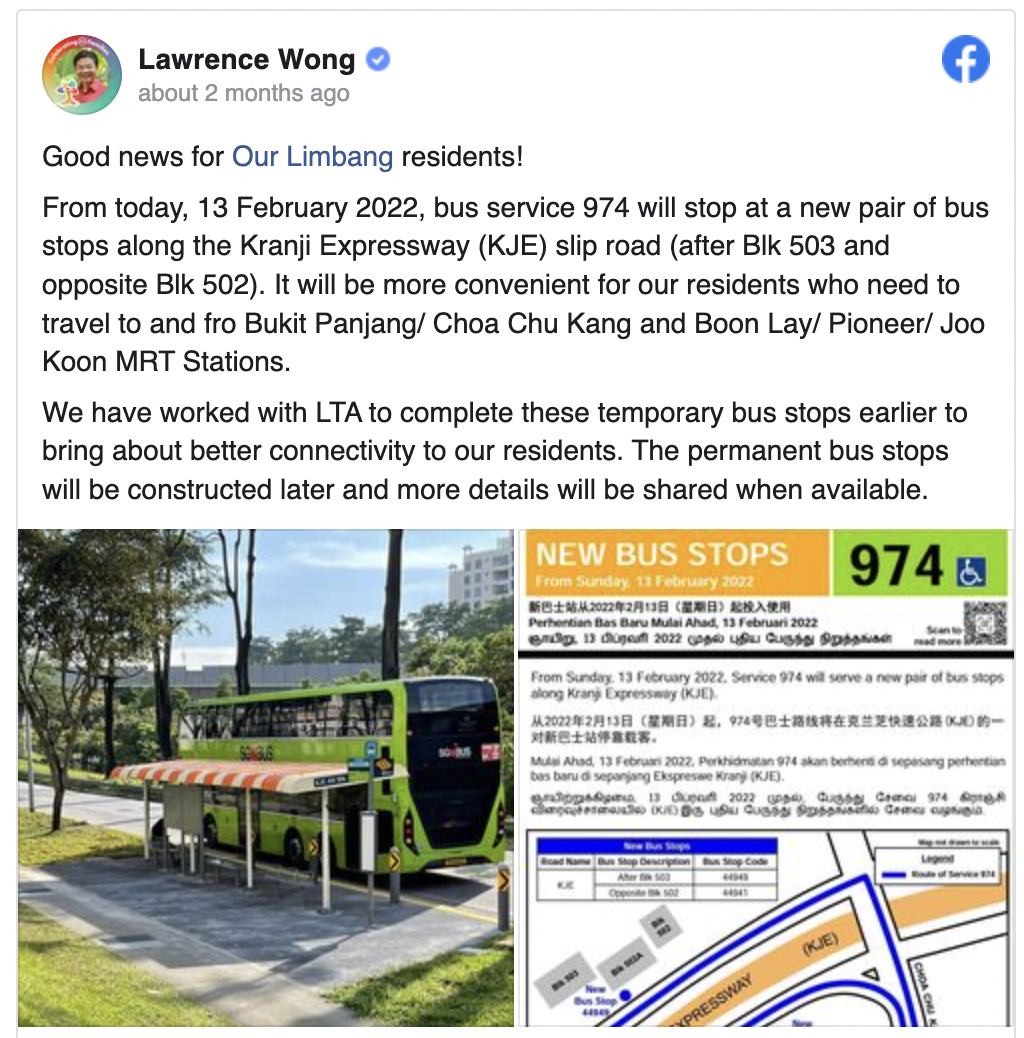 Lawrence Wong
about 2 months ago
Good news for Our Limbang residents!
From today, 13 February 2022, bus service 974 will stop at a new pair of bus
stops along the Kranji Expressway (KJE) slip road (after Blk 503 and
opposite Blk 502). It will be more convenient for our residents who need to
travel to and fro Bukit Panjang/ Choa Chu Kang and Boon Lay/ Pioneer/ Joo
Koon MRT Stations.
We have worked with LTA to complete these temporary bus stops earlier to
bring about better connectivity to our residents. The permanent bus stops
will be constructed later and more details will be shared when available.
SG BUS
SG BUS
NEW BUS STOPS
974
From Sunday, 13 February 2022
新巴士站从2022年2月13日（星期日）起投入使用
Perhentian Bas Baru Mulai Ahad, 13 Februari 2022
ஞாயிறு, 13 பிப்ரவரி 2022 முதல் புதிய பேருந்து நிறுத்தங்கள்
Scan to
read more
From Sunday, 13 February 2022, Service 974 will serve a new pair of bus stops
along Kranji Expressway (KJE).
从2022年2月13日（星期日）起，974号巴士路线将在克兰芝快速公路 (KJE) 的一
对新巴士站停靠载客。
Mulai Ahad, 13 Februari 2022, Perkhidmatan 974 akan berhenti di sepasang perhentian
bas baru di sepanjang Ekspreswe Kranji (KJE).
ஞாயிற்றுக்கிழமை, 13 பிப்ரவரி 2022 முதல், பேருந்து சேவை 974 கிராஞ்சி
விரைவுச்சாலையில் (KJE) இரு புதிய பேருந்து நிறுத்தங்களில் சேவை வழங்கும்.
Map not drawn to scale
New Bus Stops
Road Name Bus Stop Description Bus Stop Code
KJE
After Blk 503 44949
Opposite Blk 502 44941
Legend
Route of Service 974
Blk 502
Blk 502A
Blk 503
New
Bus Stop
44949
(KJE)
EXPRESSWAY
CHOA CHU K
New